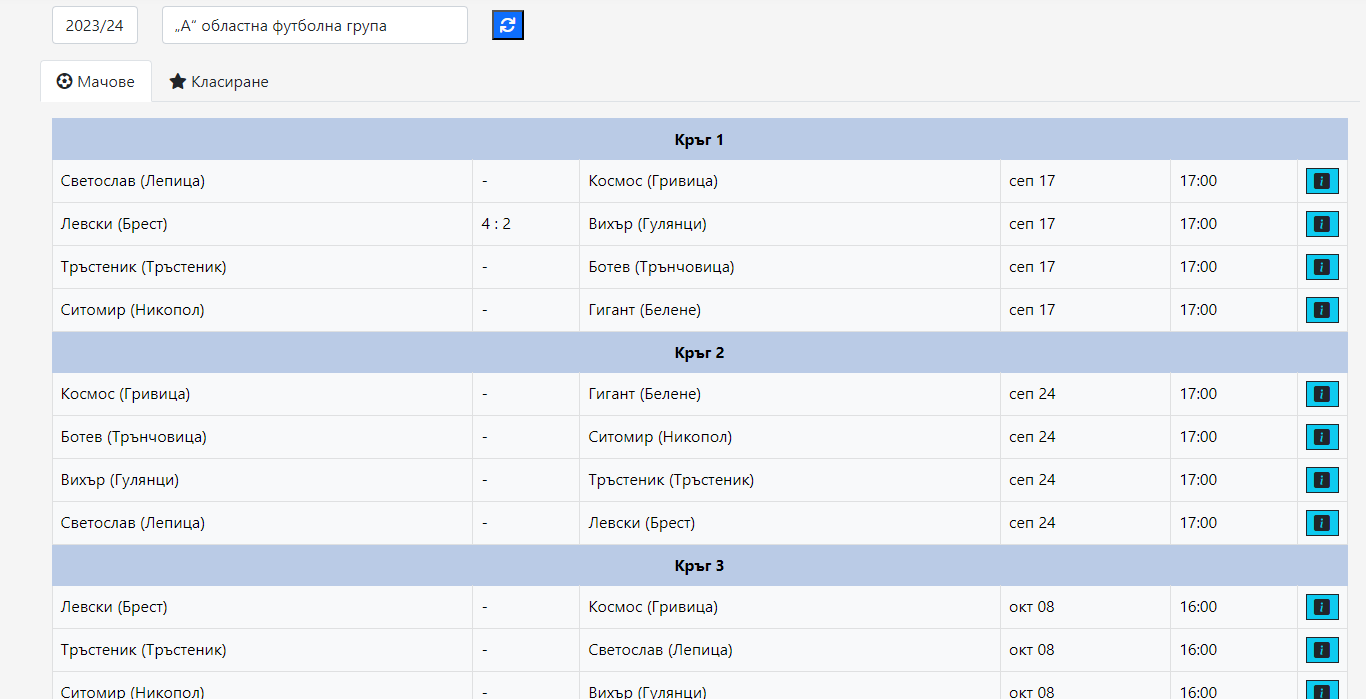 2023/24 „А“ областна футболна група
Мачове Класиране
Кръг 1
Светослав (Лепица) - Космос (Гривица) сеп 17 17:00
Левски (Брест) 4 : 2 Вихър (Гулянци) сеп 17 17:00
Тръстеник (Тръстеник) - Ботев (Трънчовица) сеп 17 17:00
Ситомир (Никопол) - Гигант (Белене) сеп 17 17:00
Кръг 2
Космос (Гривица) - Гигант (Белене) сеп 24 17:00
Ботев (Трънчовица) - Ситомир (Никопол) сеп 24 17:00
Вихър (Гулянци) - Тръстеник (Тръстеник) сеп 24 17:00
Светослав (Лепица) - Левски (Брест) сеп 24 17:00
Кръг 3
Левски (Брест) - Космос (Гривица) окт 08 16:00
Тръстеник (Тръстеник) - Светослав (Лепица) окт 08 16:00
Ситомир (Никопол) - Вихър (Гулянци) окт 08 16:00